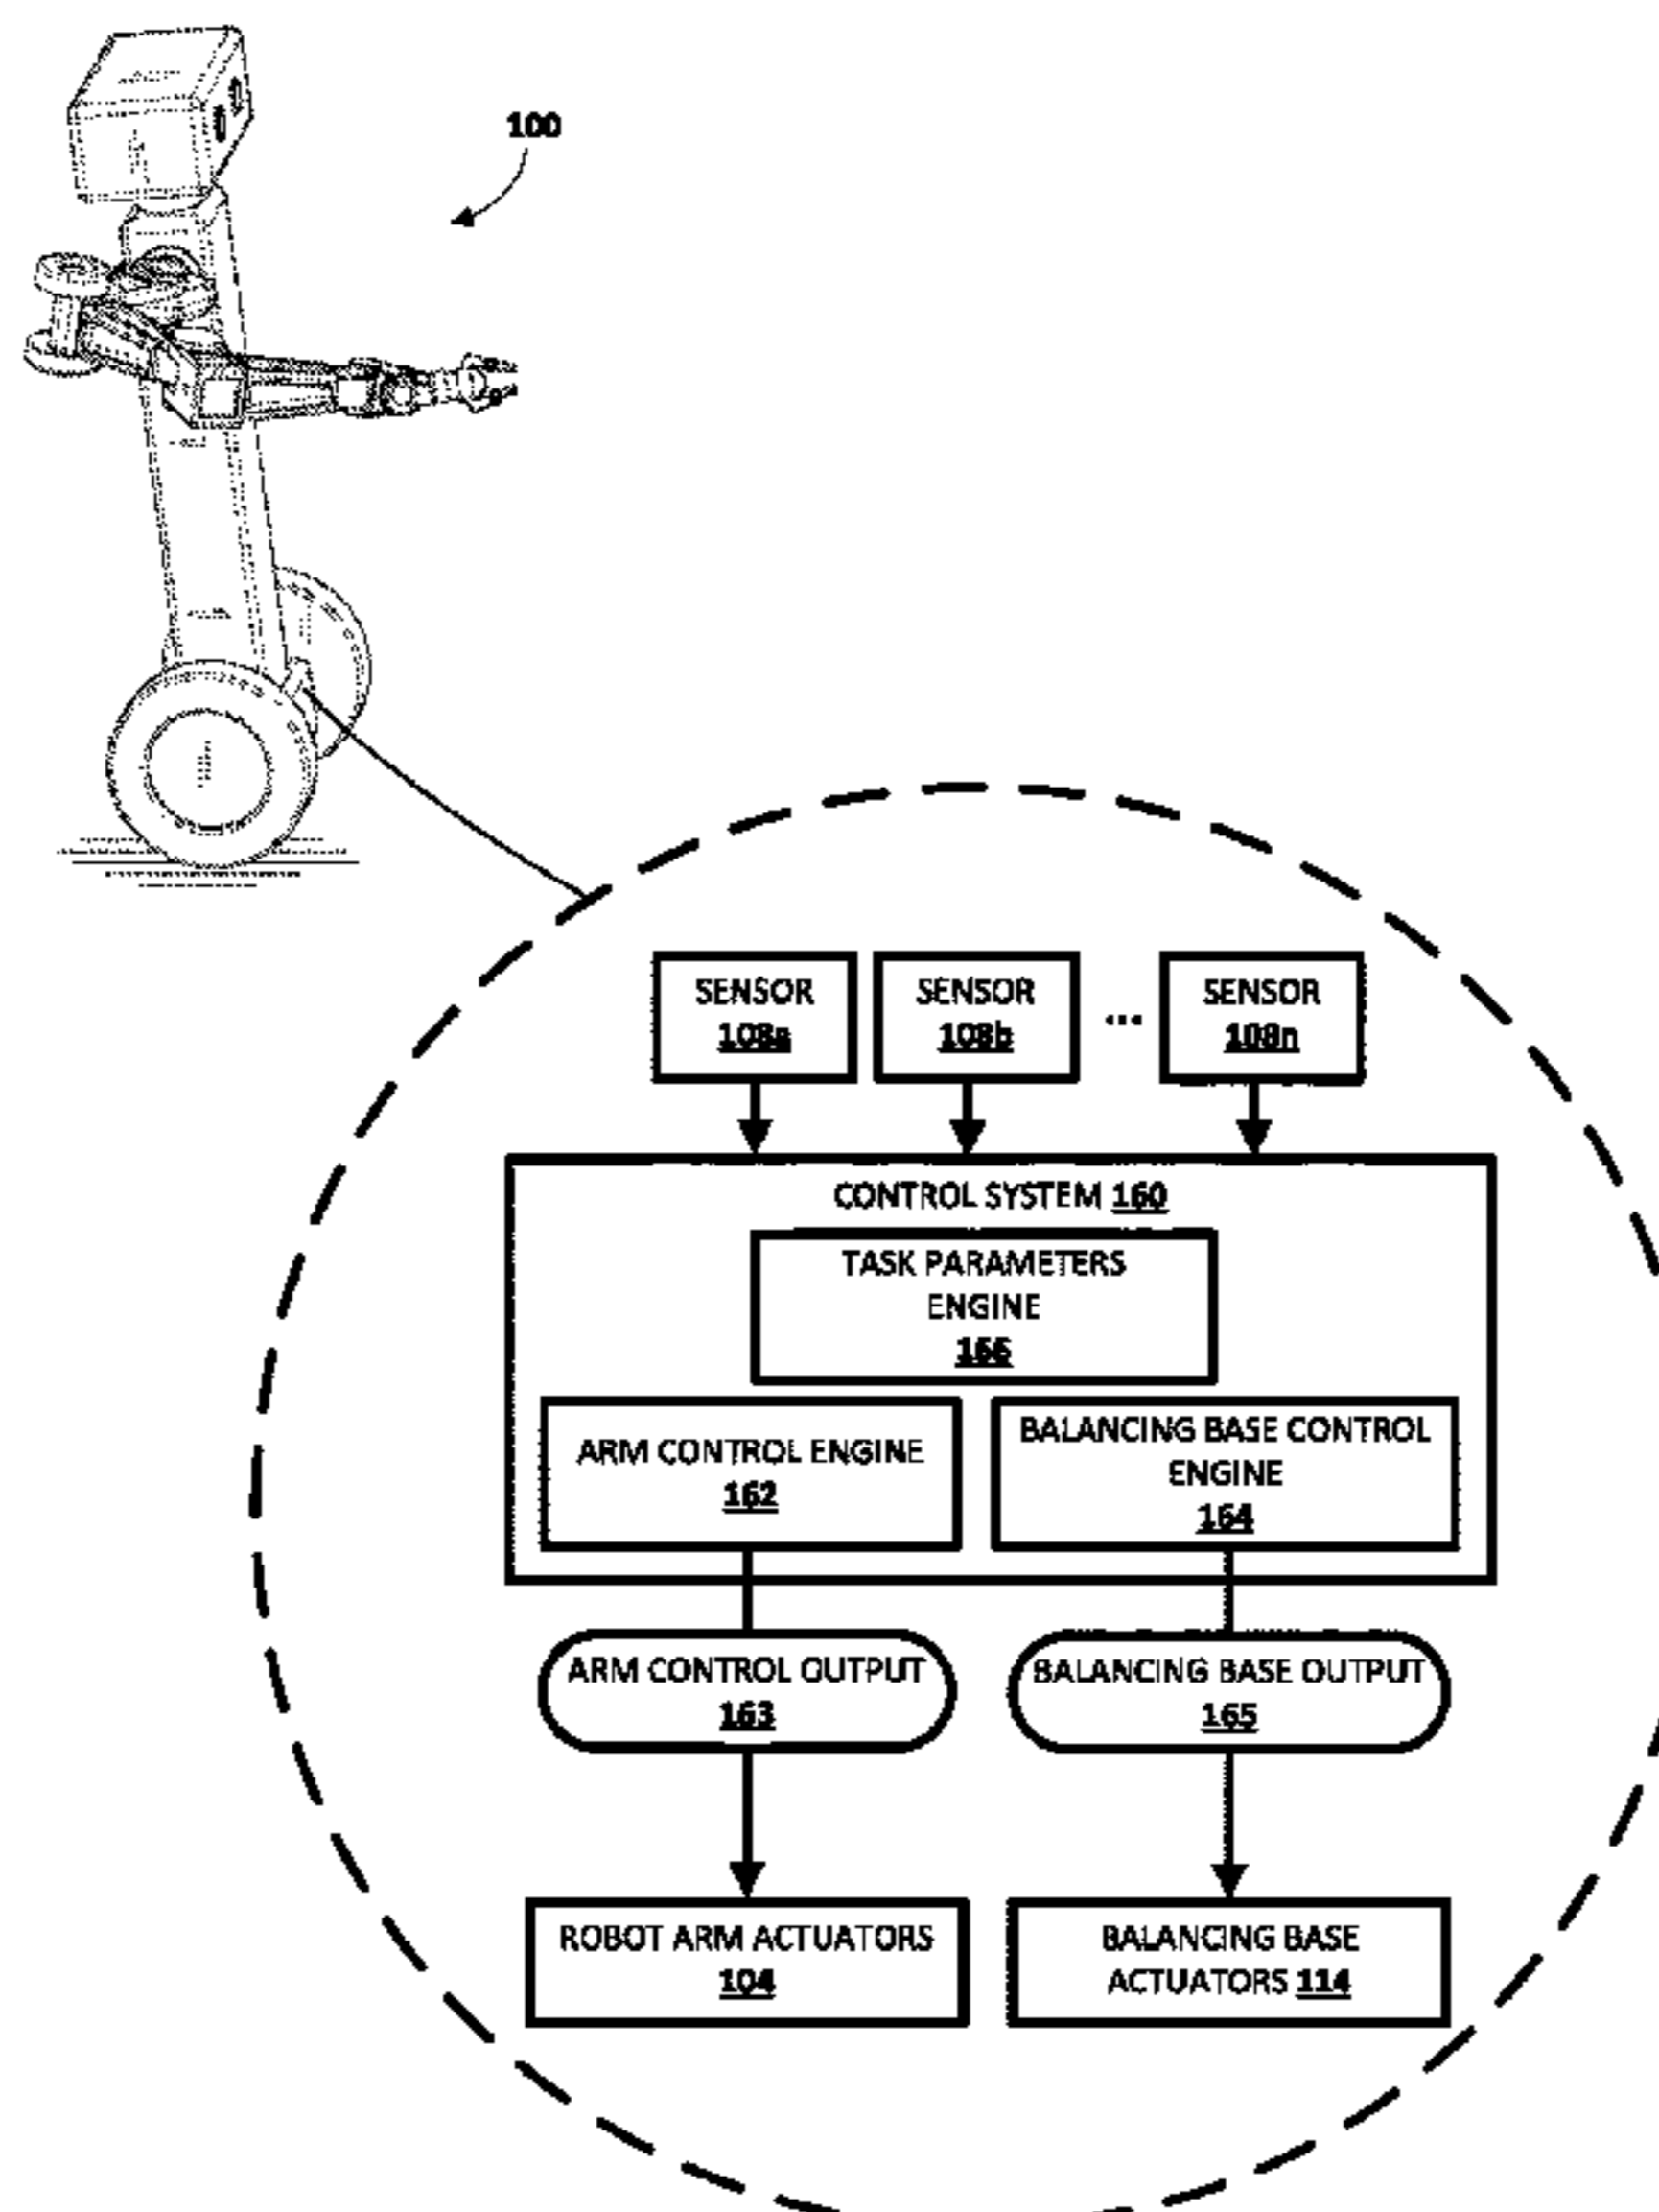 100
SENSOR
108a
SENSOR
108b
...
SENSOR
108n
CONTROL SYSTEM 160
TASK PARAMETERS
ENGINE
166
ARM CONTROL ENGINE
162
BALANCING BASE CONTROL
ENGINE
164
ARM CONTROL OUTPUT
163
BALANCING BASE OUTPUT
165
ROBOT ARM ACTUATORS
104
BALANCING BASE
ACTUATORS 114